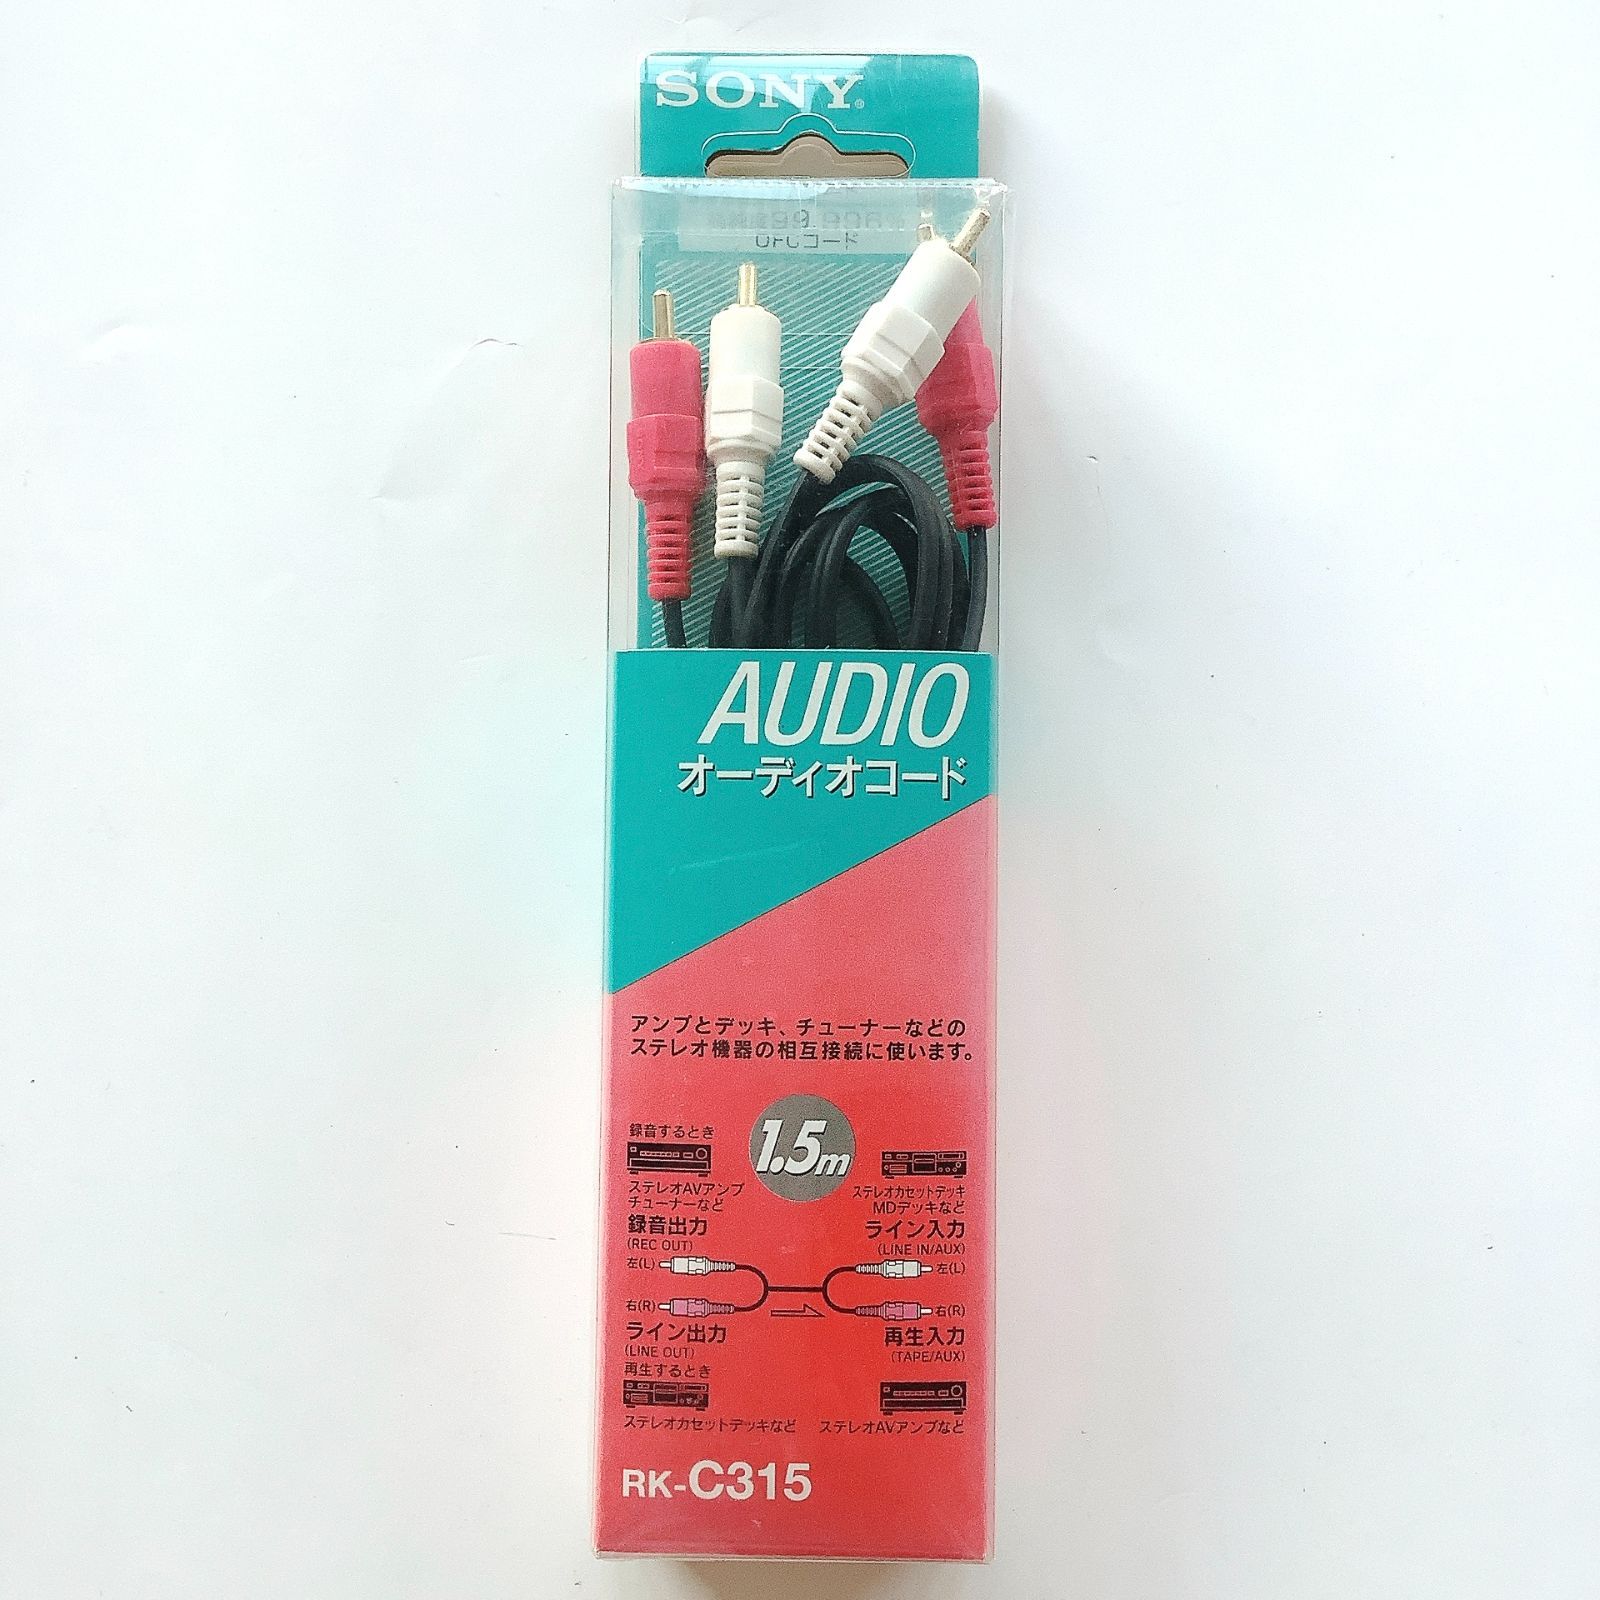 SONY®
OFCコード
AUDIO
オーディオコード
アンプとデッキ、チューナーなどの
ステレオ機器の相互接続に使います。
1.5m
録音するとき
ステレオAVアンプ
チューナーなど
録音出力
(REC OUT)
ステレオカセットデッキ
MDデッキなど
ライン入力
(LINE IN/AUX)
左(L)
左(L)
右(R)
右(R)
ライン出力
(LINE OUT)
再生するとき
ステレオカセットデッキなど
再生入力
(TAPE/AUX)
ステレオAVアンプなど
RK-C315